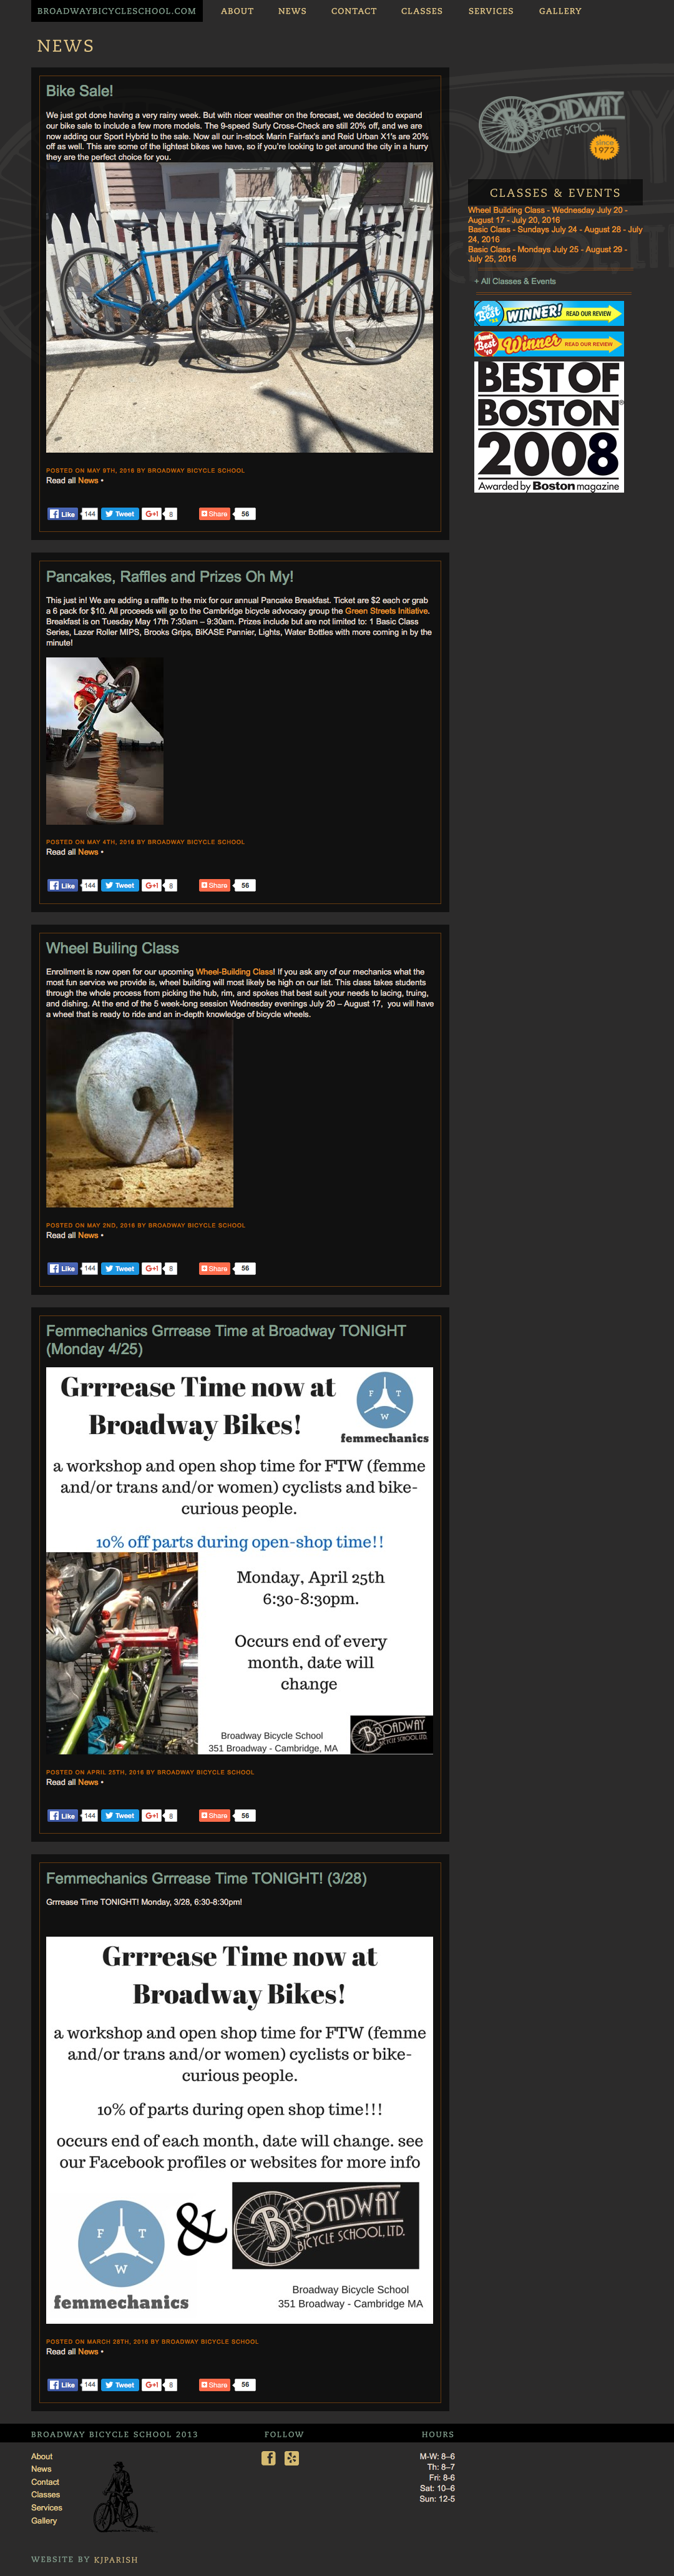 BROADWAYBICYCLESCHOOL.COM ABOUT NEWS CONTACT CLASSES SERVICES GALLERY
NEWS
Bike Sale!
We just got done having a very rainy week. But with nicer weather on the forecast, we decided to expand
our bike sale to include a few more models. The 9-speed Surly Cross-Check are still 20% off, and we are
now adding our Sport Hybrid to the sale. Now all our in-stock Marin Fairfax's and Reid Urban X1's are 20%
off as well. This are some of the lightest bikes we have, so if you're looking to get around the city in a hurry
they are the perfect choice for you.
POSTED ON MAY 9TH, 2016 BY BROADWAY BICYCLE SCHOOL
Read all News •
Like 144 Tweet G+1 8 Share 56
Pancakes, Raffles and Prizes Oh My!
This just in! We are adding a raffle to the mix for our annual Pancake Breakfast. Ticket are $2 each or grab
a 6 pack for $10. All proceeds will go to the Cambridge bicycle advocacy group the Green Streets Initiative.
Breakfast is on Tuesday May 17th 7:30am – 9:30am. Prizes include but are not limited to: 1 Basic Class
Series, Lazer Roller MIPS, Brooks Grips, BiKASE Pannier, Lights, Water Bottles with more coming in by the
minute!
POSTED ON MAY 4TH, 2016 BY BROADWAY BICYCLE SCHOOL
Read all News •
Like 144 Tweet G+1 8 Share 56
Wheel Builing Class
Enrollment is now open for our upcoming Wheel-Building Class! If you ask any of our mechanics what the
most fun service we provide is, wheel building will most likely be high on our list. This class takes students
through the whole process from picking the hub, rim, and spokes that best suit your needs to lacing, truing,
and dishing. At the end of the 5 week-long session Wednesday evenings July 20 – August 17, you will have
a wheel that is ready to ride and an in-depth knowledge of bicycle wheels.
POSTED ON MAY 2ND, 2016 BY BROADWAY BICYCLE SCHOOL
Read all News •
Like 144 Tweet G+1 8 Share 56
Femmechanics Grrrease Time at Broadway TONIGHT
(Monday 4/25)
Grrrease Time now at
Broadway Bikes!
F T
W
femmechanics
a workshop and open shop time for FTW (femme
and/or trans and/or women) cyclists and bike-
curious people.
10% off parts during open-shop time!!
Monday, April 25th
6:30-8:30pm.
Occurs end of every
month, date will
change
Broadway Bicycle School
351 Broadway - Cambridge, MA
BROADWAY
BICYCLE SCHOOL, LTD.
POSTED ON APRIL 25TH, 2016 BY BROADWAY BICYCLE SCHOOL
Read all News •
Like 144 Tweet G+1 8 Share 56
Femmechanics Grrrease Time TONIGHT! (3/28)
Grrrease Time TONIGHT! Monday, 3/28, 6:30-8:30pm!
Grrrease Time now at
Broadway Bikes!
a workshop and open shop time for FTW (femme
and/or trans and/or women) cyclists or bike-
curious people.
10% of parts during open shop time!!!
occurs end of each month, date will change. see
our Facebook profiles or websites for more info
F T
W
femmechanics
&
BROADWAY
BICYCLE SCHOOL, LTD.
Broadway Bicycle School
351 Broadway - Cambridge MA
POSTED ON MARCH 28TH, 2016 BY BROADWAY BICYCLE SCHOOL
Read all News •
Like 144 Tweet G+1 8 Share 56
BROADWAY
BICYCLE SCHOOL
since
1972
CLASSES & EVENTS
Wheel Building Class - Wednesday July 20 -
August 17 - July 20, 2016
Basic Class - Sundays July 24 - August 28 - July
24, 2016
Basic Class - Mondays July 25 - August 29 -
July 25, 2016
+ All Classes & Events
WINNER! READ OUR REVIEW
Winner READ OUR REVIEW
BEST OF
BOSTON®
2008
Awarded by Boston magazine
BROADWAY BICYCLE SCHOOL 2013
About
News
Contact
Classes
Services
Gallery
FOLLOW
HOURS
M-W: 8–6
Th: 8–7
Fri: 8-6
Sat: 10–6
Sun: 12-5
WEBSITE BY KJPARISH